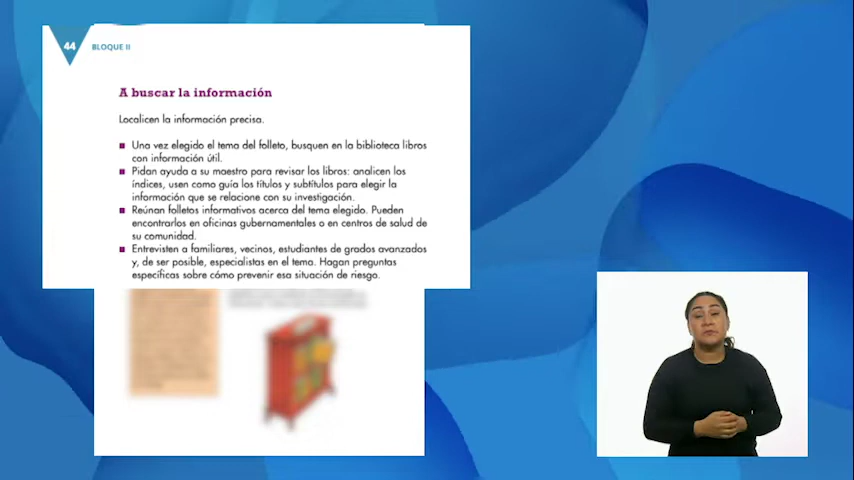 44 BLOQUE II
A buscar la información
Localicen la información precisa.
Una vez elegido el tema del folleto, busquen en la biblioteca libros
con información útil.
Pidan ayuda a su maestro para revisar los libros: analicen los
índices, usen como guía los títulos y subtítulos para elegir la
información que se relacione con su investigación.
Reúnan folletos informativos acerca del tema elegido. Pueden
encontrarlos en oficinas gubernamentales o en centros de salud de
su comunidad.
Entrevisten a familiares, vecinos, estudiantes de grados avanzados
y, de ser posible, especialistas en el tema. Hagan preguntas
específicas sobre cómo prevenir esa situación de riesgo.